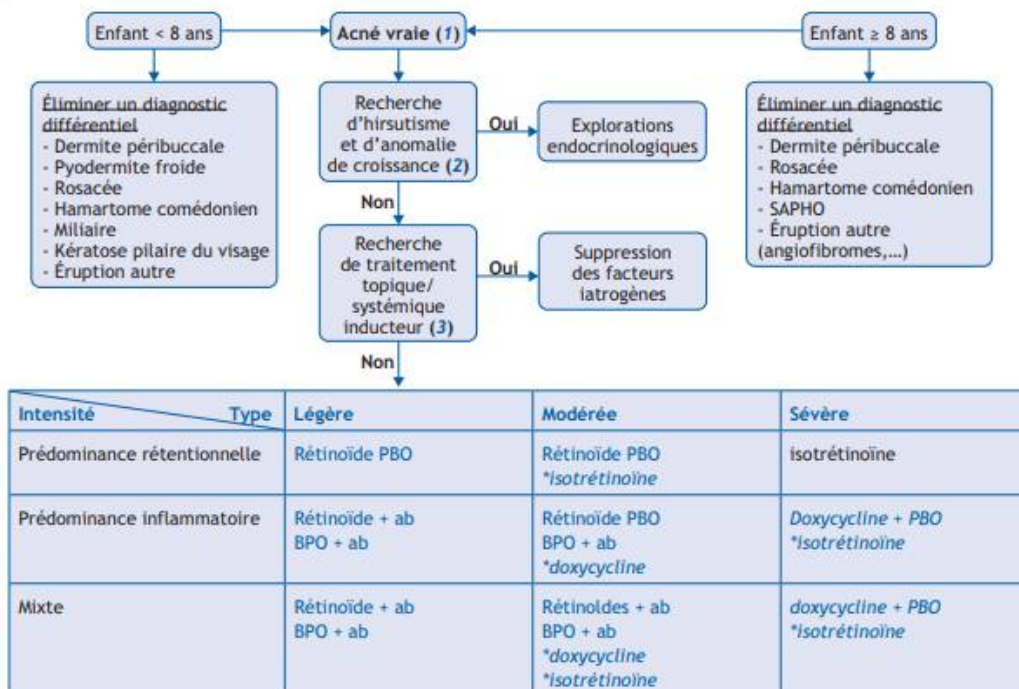 Enfant < 8 ans
Acné vraie (1)
Enfant ≥ 8 ans
Éliminer un diagnostic
différentiel
- Dermite péribuccale
- Pyodermite froide
- Rosacée
- Hamartome comédonien
- Miliaire
- Kératose pilaire du visage
- Éruption autre
Recherche
d'hirsutisme
et d'anomalie
de croissance (2)
Oui
Explorations
endocrinologiques
Éliminer un diagnostic
différentiel
- Dermite péribuccale
- Rosacée
- Hamartome comédonien
- SAPHO
- Éruption autre
(angiofibromes,...)
Non
Recherche
de traitement
topique/
systémique
inducteur (3)
Oui
Suppression
des facteurs
iatrogènes
Non
Intensité Type Légère Modérée Sévère
Prédominance rétentionnelle Rétinoïde PBO Rétinoïde PBO isotrétinoïne
*isotrétinoïne
Prédominance inflammatoire Rétinoïde + ab Rétinoïde PBO Doxycycline + PBO
BPO + ab BPO + ab *isotrétinoïne
*doxycycline
Mixte Rétinoïde + ab Rétinoldes + ab doxycycline + PBO
BPO + ab BPO + ab *isotrétinoïne
*doxycycline
*isotrétinoïne